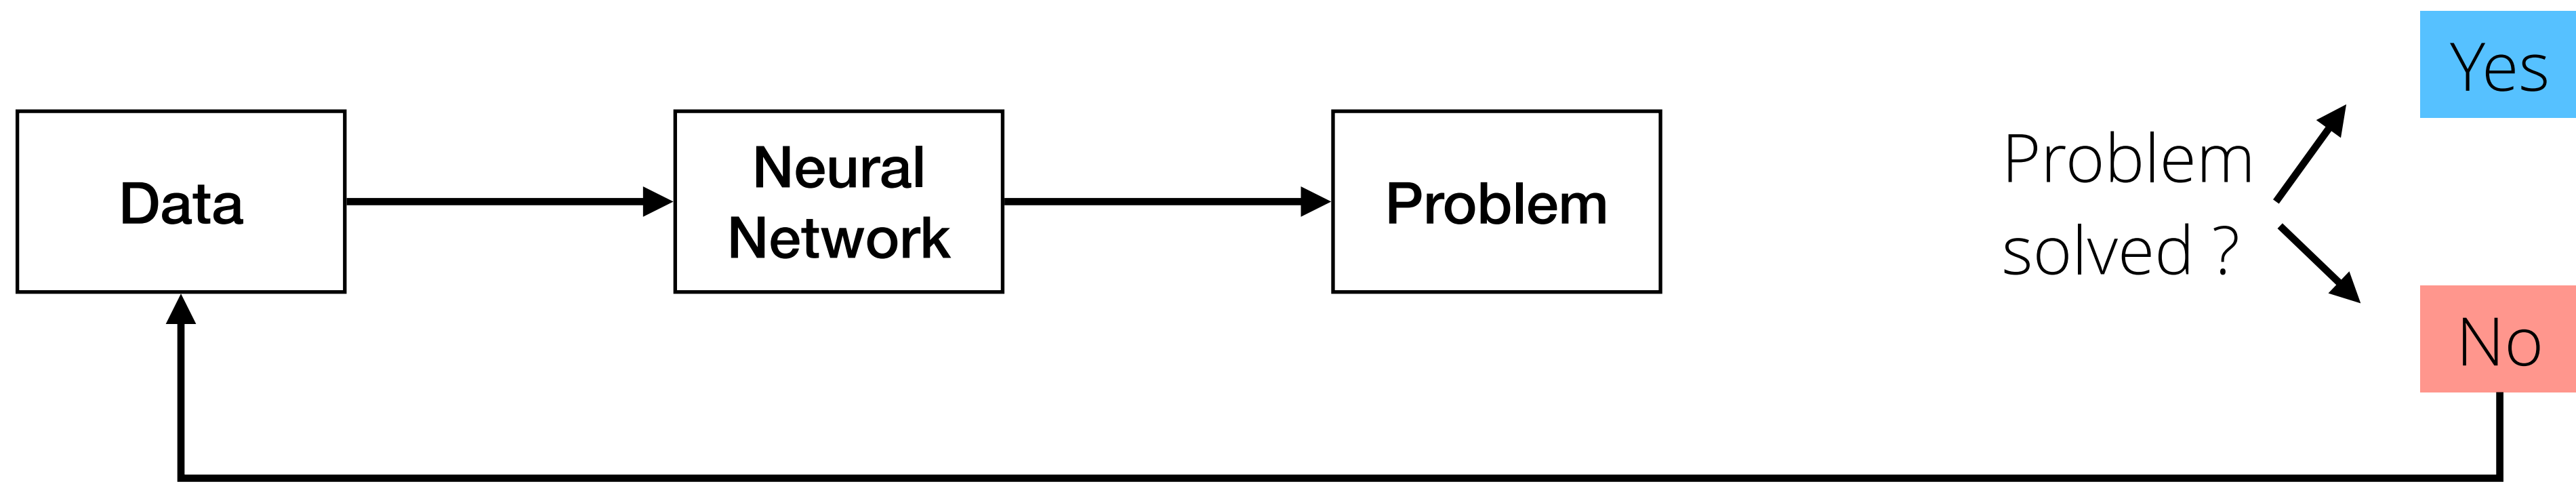 Data
Neural
Network
Problem
Problem
solved ?
Yes
No